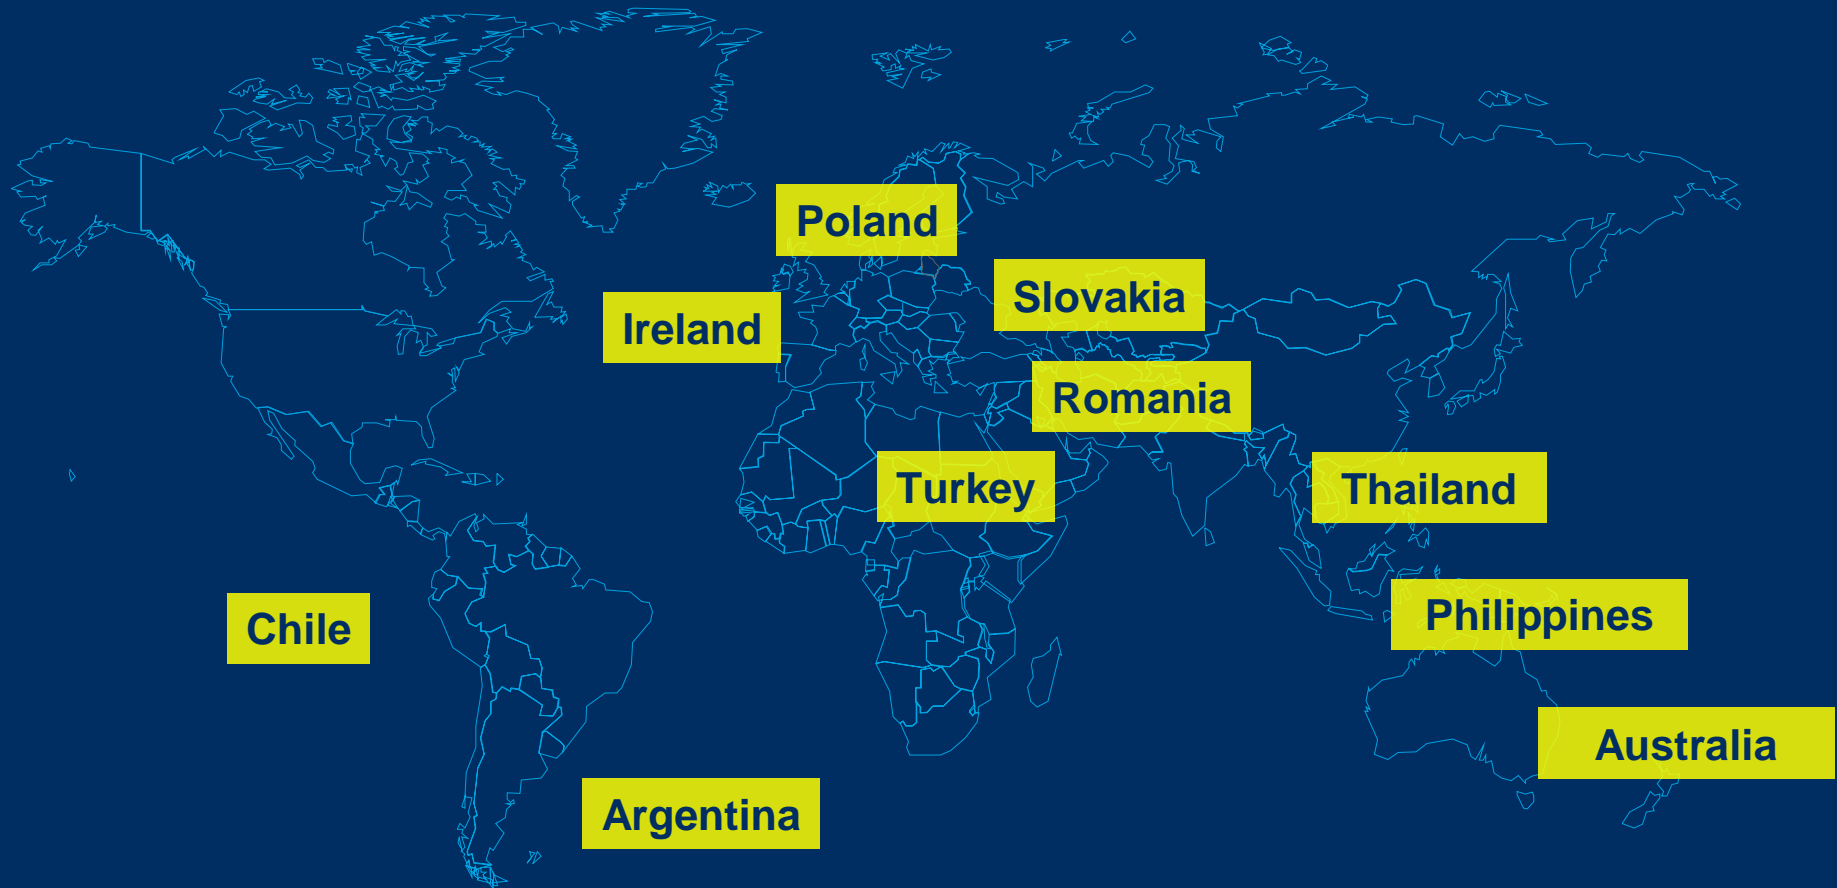 Poland
Slovakia
Ireland
Romania
Turkey
Thailand
Chile
Philippines
Australia
Argentina